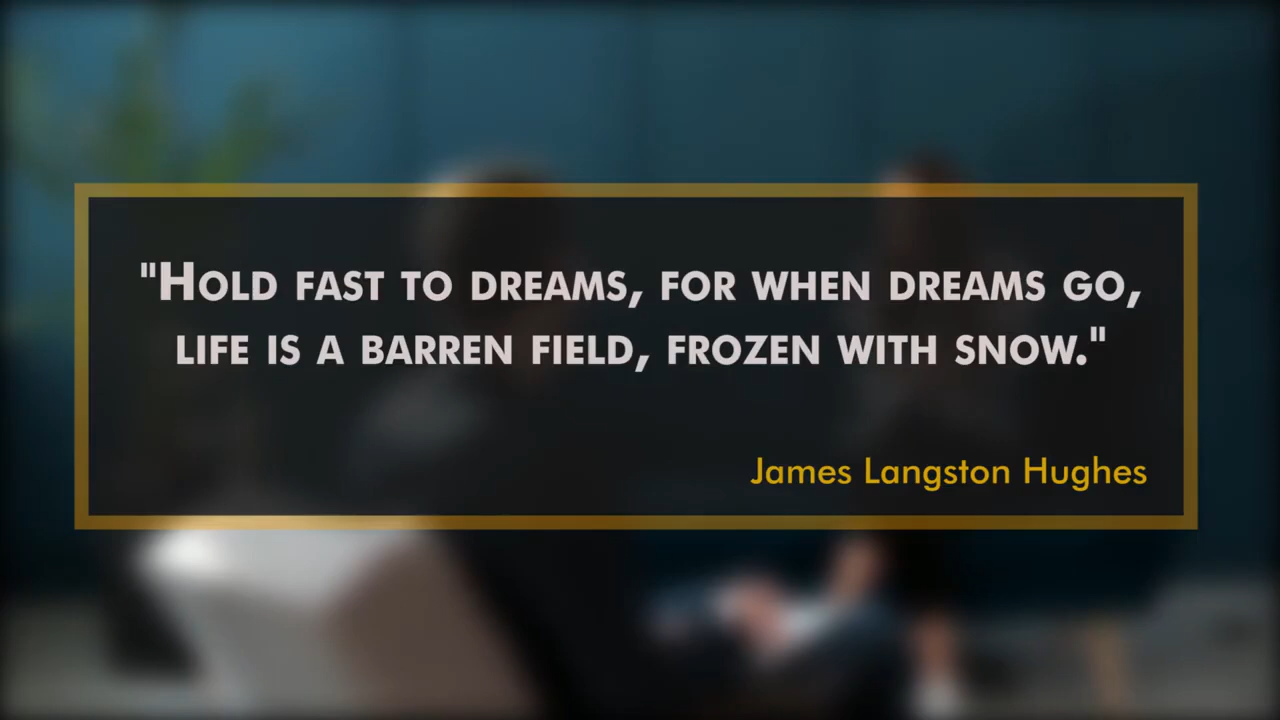 "Hold fast to dreams, for when dreams go,
life is a barren field, frozen with snow."
James Langston Hughes